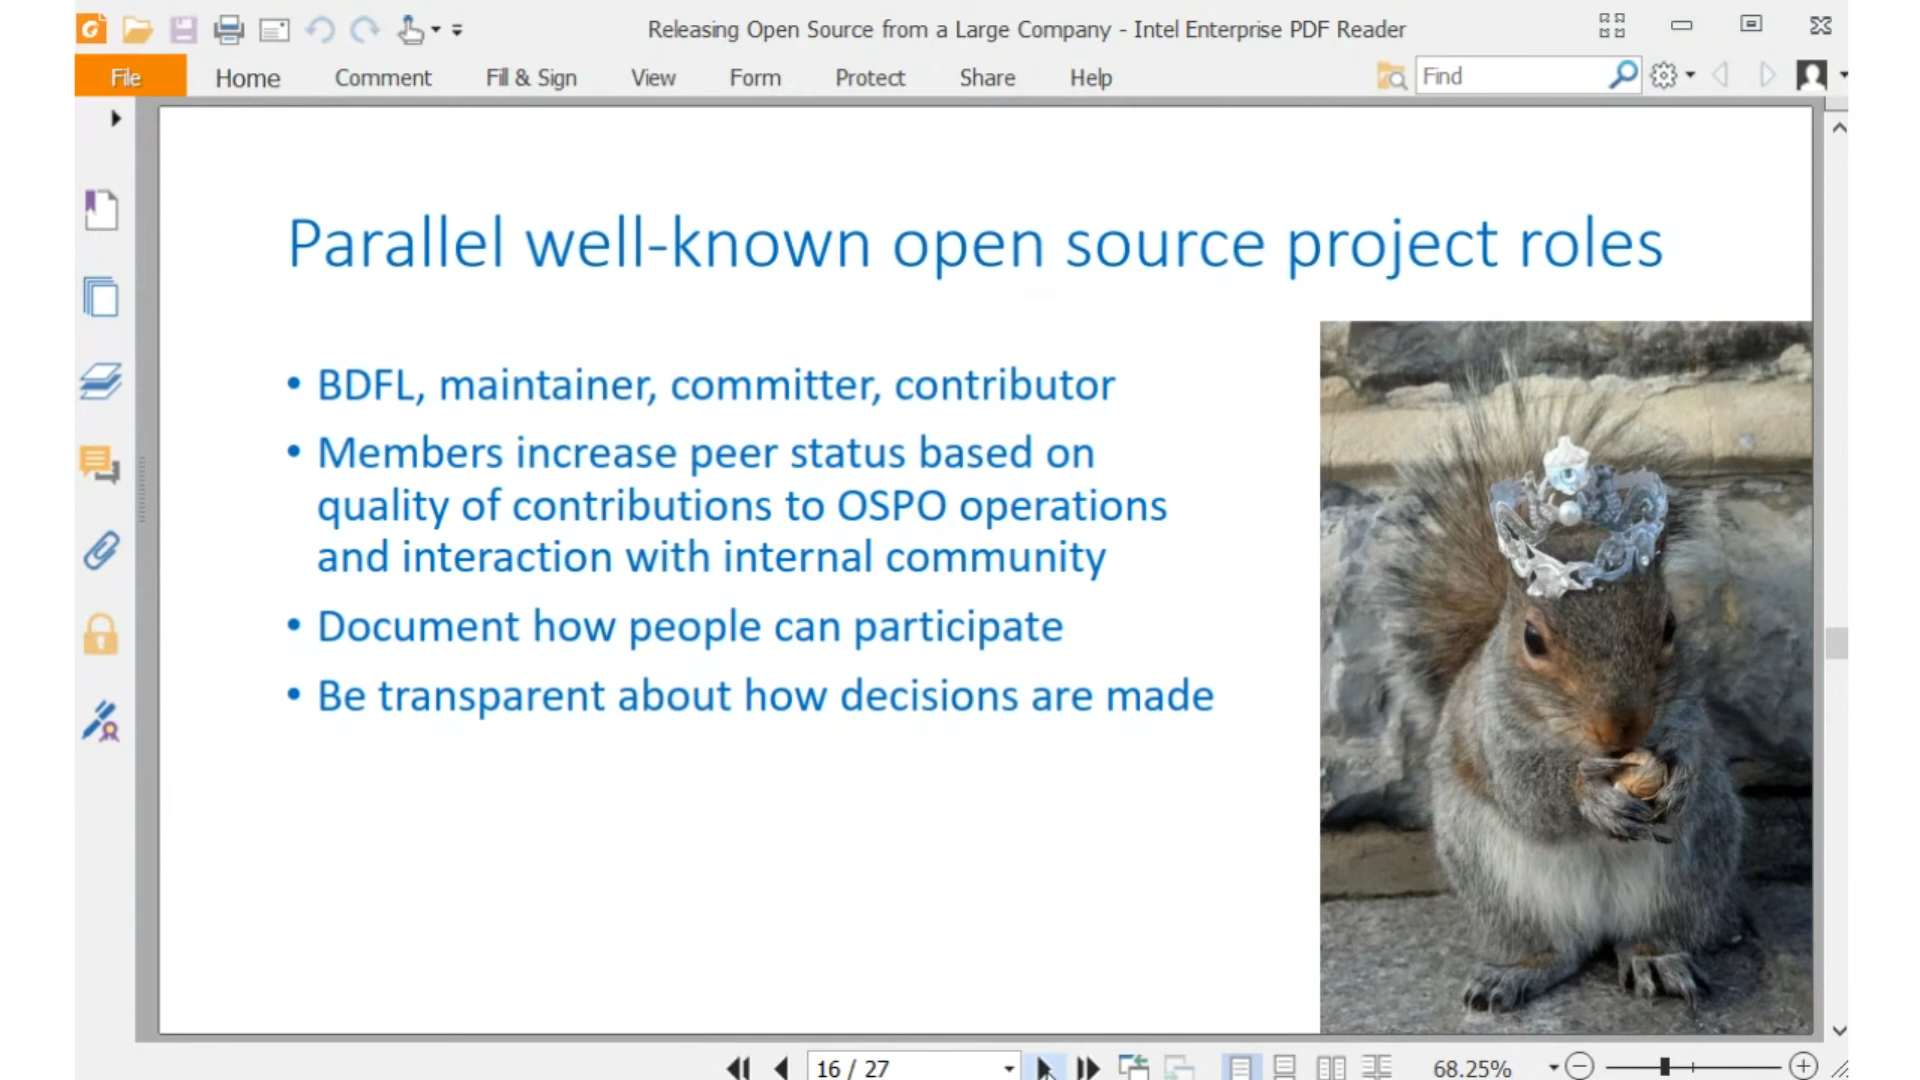 Releasing Open Source from a Large Company - Intel Enterprise PDF Reader
File Home Comment Fill & Sign View Form Protect Share Help Find
Parallel well-known open source project roles
• BDFL, maintainer, committer, contributor
• Members increase peer status based on
quality of contributions to OSPO operations
and interaction with internal community
• Document how people can participate
• Be transparent about how decisions are made
16 / 27 68.25%